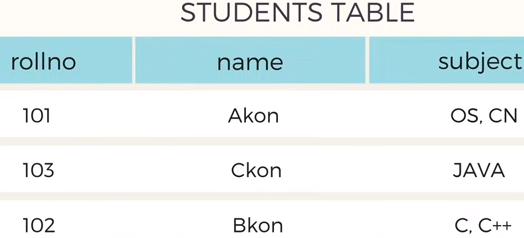 STUDENTS TABLE
rollno name subject
101 Akon OS, CN
103 Ckon JAVA
102 Bkon C, C++